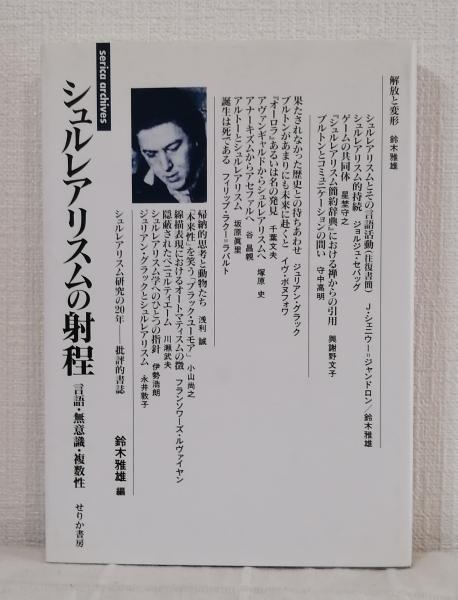 解放と変形 鈴木雅雄
シュルレアリスムとその言語活動(往復書簡) J・シェニウー=ジャンドロン/鈴木雅雄
シュルレアリスム的持続 ジョルジュ・セバッグ
ゲームの共同体 星埜守之
『シュルレアリスム簡約辞典』における禅からの引用 與謝野文子
ブルトンとコミュニケーションの問い 守中高明
果たされなかった歴史との待ちあわせ ジュリアン・グラック
ブルトンがあまりにも未来に赴くと イヴ・ボヌフォワ
『オーロラ』あるいは名の発見 千葉文夫
アヴァンギャルドからシュルレアリスムへ 塚原史
アナーキズムからアセファルへ 谷昌親
アルトーとシュルレアリスム 坂原眞里
誕生は死である フィリップ・ラクー=ラバルト
帰納的思考と動物たち 浅利誠
「本来性」を笑う「ブラック・ユーモア」 小山尚之
線描表現におけるオートマティスムの徴 フランソワーズ・ルヴァイヤン
隠蔽されたベンヤミン/エーム 川瀬武夫
シュルレアリスム学へのひとつの指針 伊勢浩朗
ジュリアン・グラックとシュルレアリスム 永井敦子
シュルレアリスム研究の20年 批評的書誌
鈴木雅雄 編
serica archives
シュルレアリスムの射程
言語・無意識・複数性
せりか書房